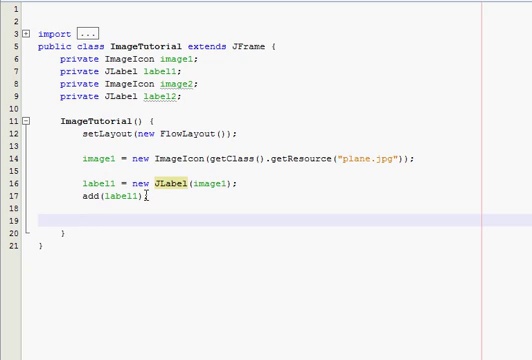 1
2
3 import ...
5 public class ImageTutorial extends JFrame {
6 private ImageIcon image1;
7 private JLabel label1;
8 private ImageIcon image2;
9 private JLabel label2;
10
11 ImageTutorial() {
12 setLayout(new FlowLayout());
13
14 image1 = new ImageIcon(getClass().getResource("plane.jpg"));
15
16 label1 = new JLabel(image1);
17 add(label1);
18
19
20 }
21 }